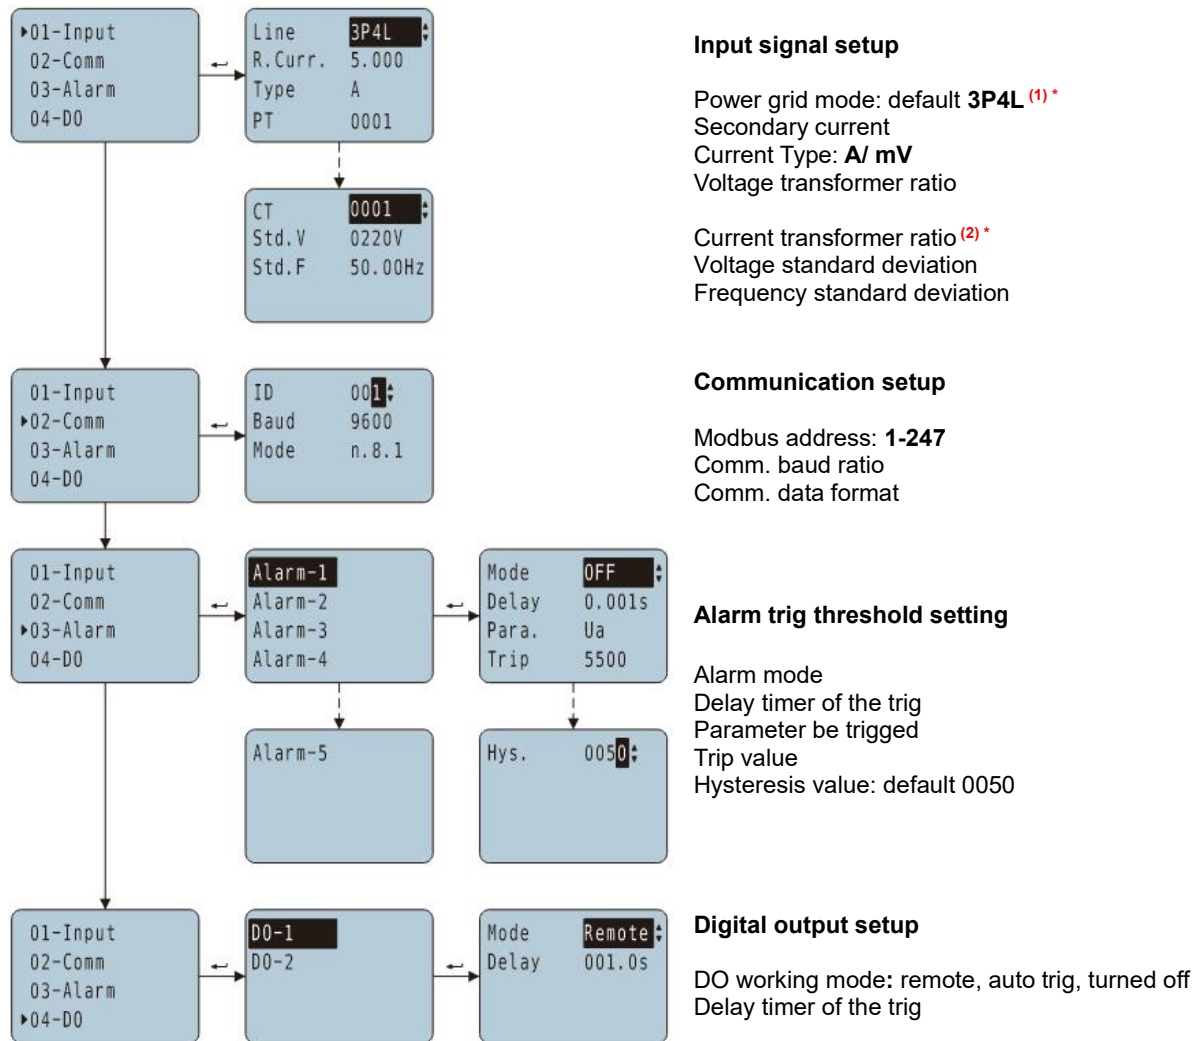 ▸01-Input
02-Comm
03-Alarm
04-DO
Line 3P4L
R.Curr. 5.000
Type A
PT 0001
Input signal setup
Power grid mode: default 3P4L (1) *
Secondary current
Current Type: A/ mV
Voltage transformer ratio
CT 0001
Std.V 0220V
Std.F 50.00Hz
Current transformer ratio (2) *
Voltage standard deviation
Frequency standard deviation
01-Input
▸02-Comm
03-Alarm
04-DO
ID 001
Baud 9600
Mode n.8.1
Communication setup
Modbus address: 1-247
Comm. baud ratio
Comm. data format
01-Input
02-Comm
▸03-Alarm
04-DO
Alarm-1
Alarm-2
Alarm-3
Alarm-4
Mode OFF
Delay 0.001s
Para. Ua
Trip 5500
Alarm-5
Hys. 0050
Alarm trig threshold setting
Alarm mode
Delay timer of the trig
Parameter be trigged
Trip value
Hysteresis value: default 0050
01-Input
02-Comm
03-Alarm
▸04-DO
DO-1
DO-2
Mode Remote
Delay 001.0s
Digital output setup
DO working mode: remote, auto trig, turned off
Delay timer of the trig